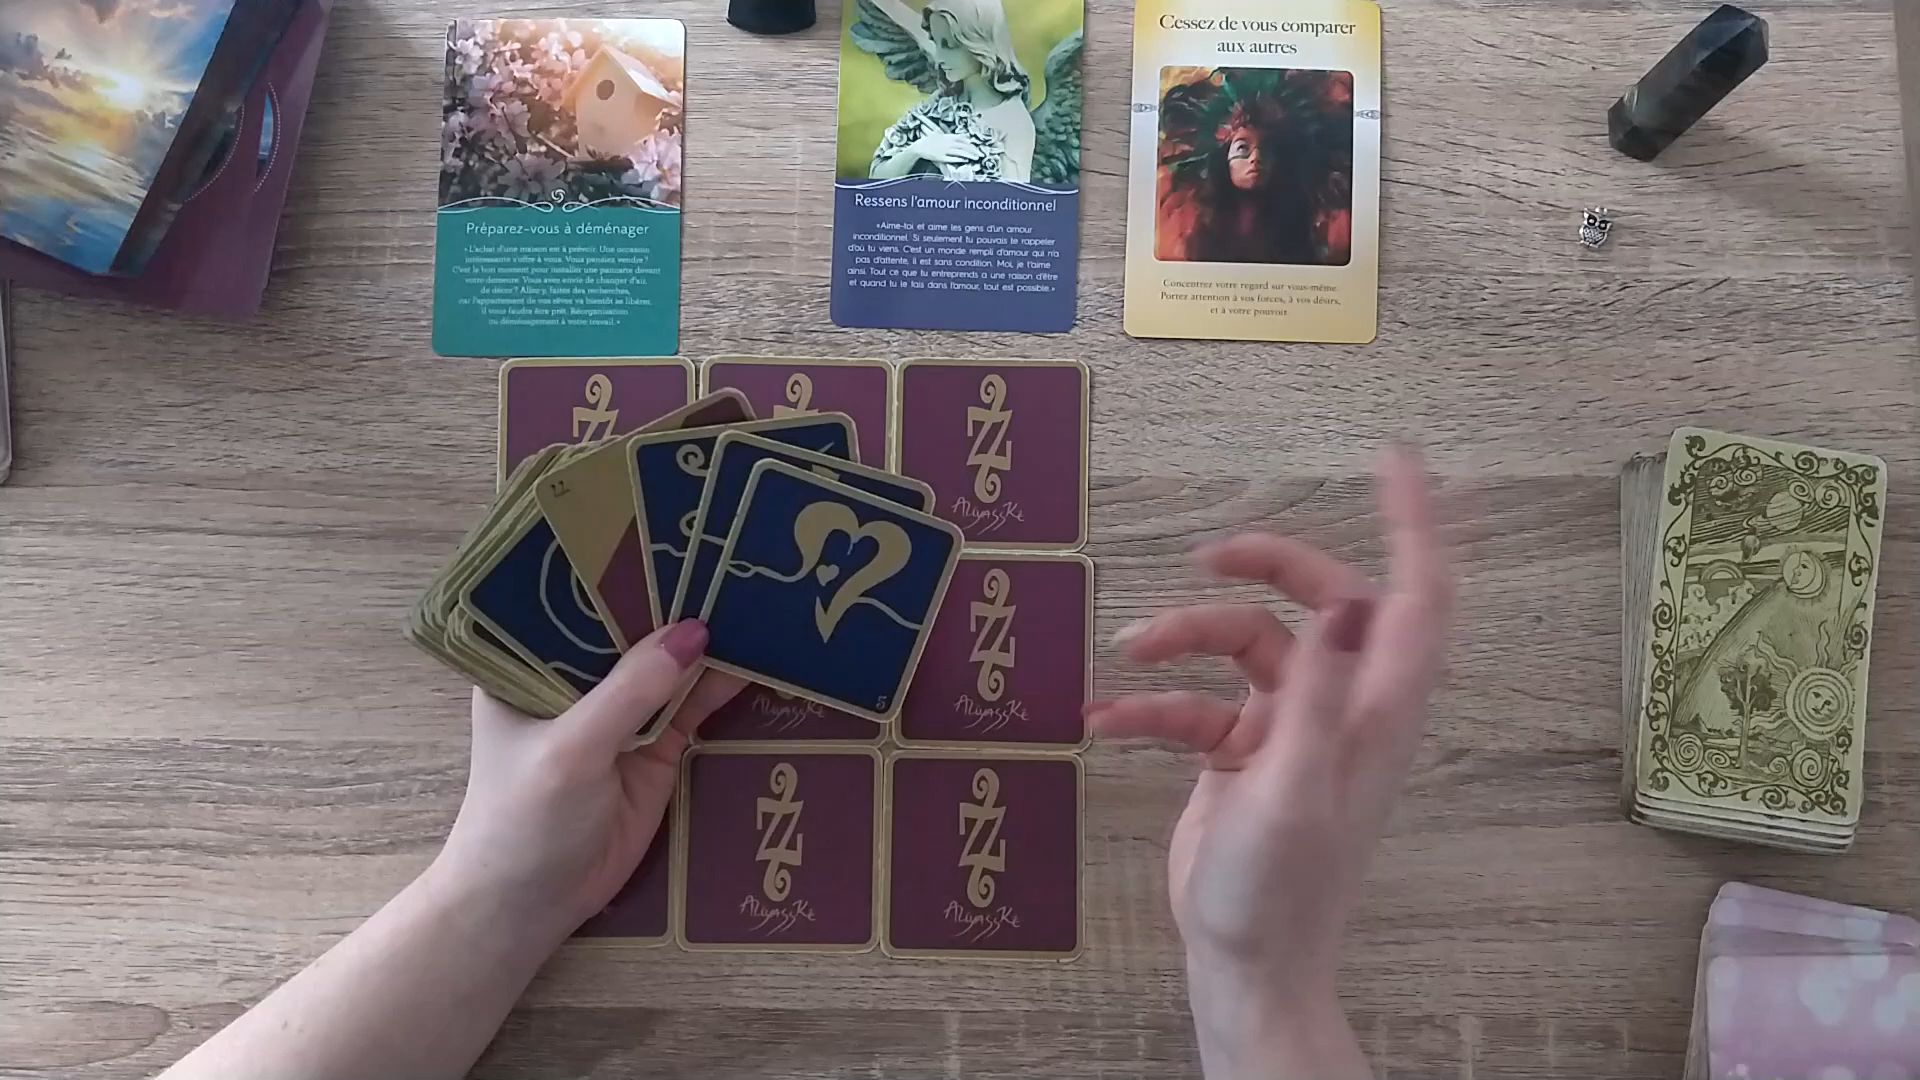 Préparez-vous à déménager
«L'achat d'une maison est à prévoir. Une occasion
intéressante s'offre à vous. Vous pensiez vendre?
C'est le bon moment pour installer une pancarte devant
votre demeure. Vous avez envie de changer d'air,
de décor? Allez-y, faites des recherches,
car l'appartement de vos rêves va bientôt se libérer,
il vous faudra être prêt. Réorganisation
ou déménagement à votre travail.»
Ressens l'amour inconditionnel
«Aime-toi et aime les gens d'un amour
inconditionnel. Si seulement tu pouvais te rappeler
d'où tu viens. C'est un monde rempli d'amour qui n'a
pas d'attente, il est sans condition. Moi, je t'aime
ainsi. Tout ce que tu entreprends a une raison d'être
et quand tu le fais dans l'amour, tout est possible.»
Cessez de vous comparer
aux autres
Concentrez votre regard sur vous-même.
Portez attention à vos forces, à vos désirs,
et à votre pouvoir.
11
5